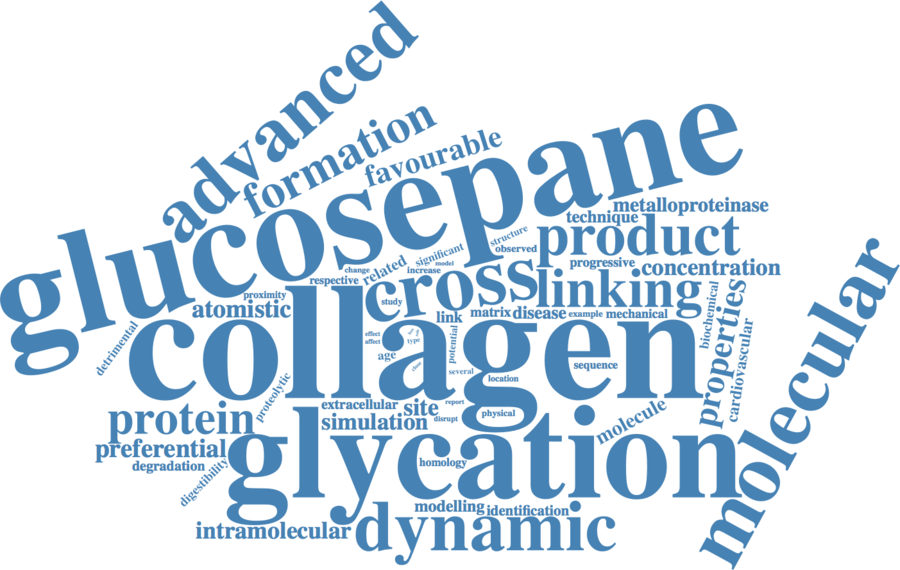 advanced
formation
favourable
glucosepane
metalloproteinase
technique
product
structure
observed
significant
model
progressive
concentration
related
increase
change
respective
cross
linking
proximity
atomistic
study
link
matrix
disease
example
mechanical
biochemical
properties
cardiovascular
molecular
detrimental
collagen
effect
affect
type
age
potential
several
sequence
location
proteolytic
protein
extracellular
site
report
simulation
disrupt
physical
molecule
preferential
degradation
digestibility
glycation
homology
modelling
identification
intramolecular
dynamic